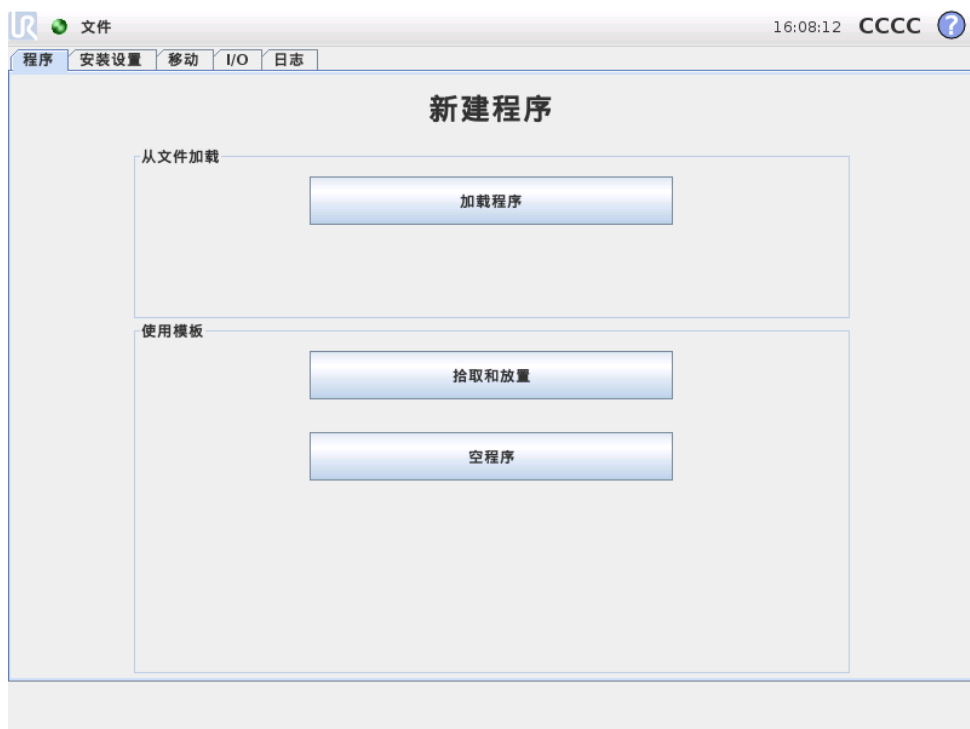 UR 文件 16:08:12 CCCC ?
程序 安装设置 移动 I/O 日志
新建程序
从文件加载
加载程序
使用模板
拾取和放置
空程序